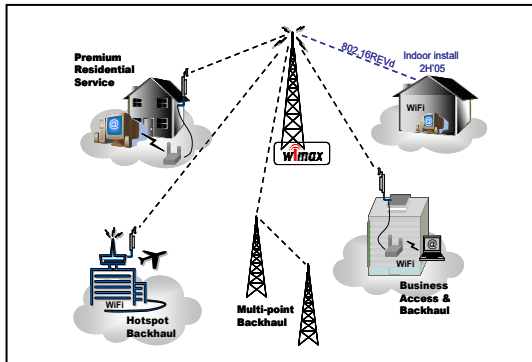 Premium
Residential
Service
802.16REVd
Indoor install
2H'05
WiFi
@
@
wimax
WiFi
Hotspot
Backhaul
Multi-point
Backhaul
@
WiFi
Business
Access &
Backhaul